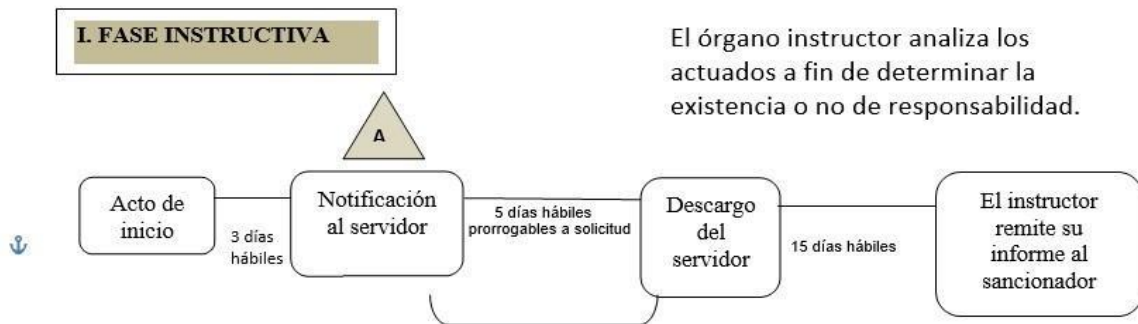 I. FASE INSTRUCTIVA
El órgano instructor analiza los
actuados a fin de determinar la
existencia o no de responsabilidad.
A
Acto de
inicio
3 días
hábiles
Notificación
al servidor
5 días hábiles
prorrogables a solicitud
Descargo
del
servidor
15 días hábiles
El instructor
remite su
informe al
sancionador